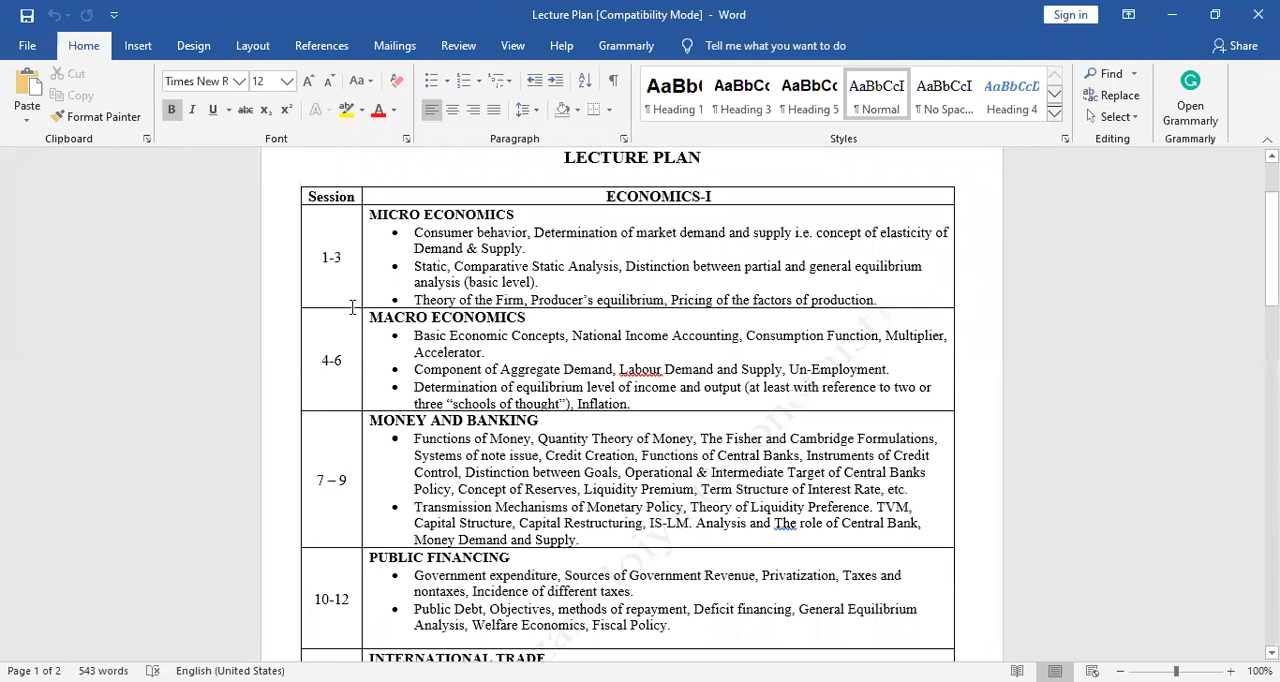 Lecture Plan [Compatibility Mode] - Word
Sign in
File Home Insert Design Layout References Mailings Review View Help Grammarly Tell me what you want to do Share
Paste
Cut
Copy
Format Painter
Clipboard
Times New R 12
Font
Paragraph
AaBb( AaBbCc AaBbCc AaBbCcI AaBbCcI AaBbCcD
¶ Heading 1 ¶ Heading 3 ¶ Heading 5 ¶ Normal ¶ No Spac... Heading 4
Styles
Find
Replace
Select
Editing
Open
Grammarly
Grammarly
LECTURE PLAN
Session ECONOMICS-I
1-3
MICRO ECONOMICS
• Consumer behavior, Determination of market demand and supply i.e. concept of elasticity of
Demand & Supply.
• Static, Comparative Static Analysis, Distinction between partial and general equilibrium
analysis (basic level).
• Theory of the Firm, Producer’s equilibrium, Pricing of the factors of production.
4-6
MACRO ECONOMICS
• Basic Economic Concepts, National Income Accounting, Consumption Function, Multiplier,
Accelerator.
• Component of Aggregate Demand, Labour Demand and Supply, Un-Employment.
• Determination of equilibrium level of income and output (at least with reference to two or
three “schools of thought”), Inflation.
7 – 9
MONEY AND BANKING
• Functions of Money, Quantity Theory of Money, The Fisher and Cambridge Formulations,
Systems of note issue, Credit Creation, Functions of Central Banks, Instruments of Credit
Control, Distinction between Goals, Operational & Intermediate Target of Central Banks
Policy, Concept of Reserves, Liquidity Premium, Term Structure of Interest Rate, etc.
• Transmission Mechanisms of Monetary Policy, Theory of Liquidity Preference. TVM,
Capital Structure, Capital Restructuring, IS-LM. Analysis and The role of Central Bank,
Money Demand and Supply.
10-12
PUBLIC FINANCING
• Government expenditure, Sources of Government Revenue, Privatization, Taxes and
nontaxes, Incidence of different taxes.
• Public Debt, Objectives, methods of repayment, Deficit financing, General Equilibrium
Analysis, Welfare Economics, Fiscal Policy.
INTERNATIONAL TRADE
Page 1 of 2 543 words English (United States) 100%